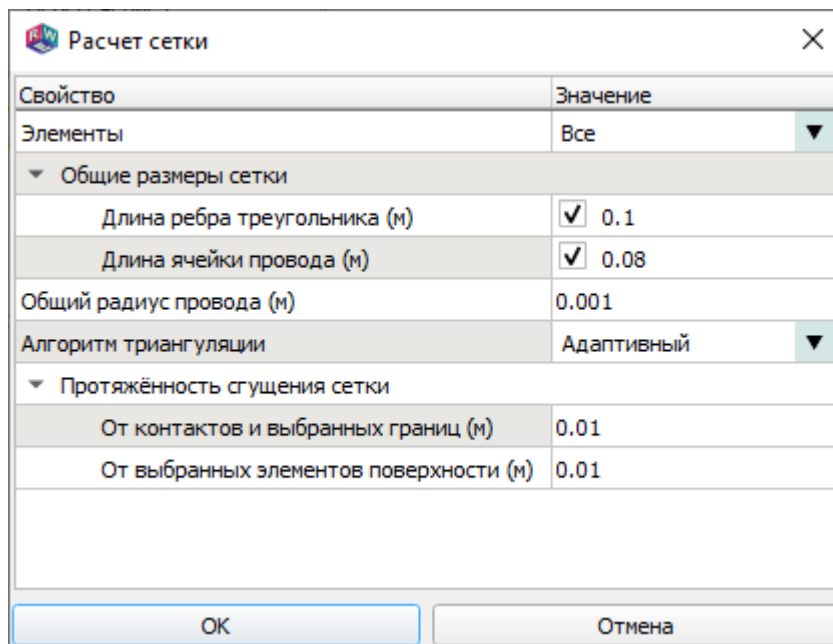 Расчет сетки
Свойство Значение
Элементы Все
Общие размеры сетки
Длина ребра треугольника (м) 0.1
Длина ячейки провода (м) 0.08
Общий радиус провода (м) 0.001
Алгоритм триангуляции Адаптивный
Протяжённость сгущения сетки
От контактов и выбранных границ (м) 0.01
От выбранных элементов поверхности (м) 0.01
OK Отмена